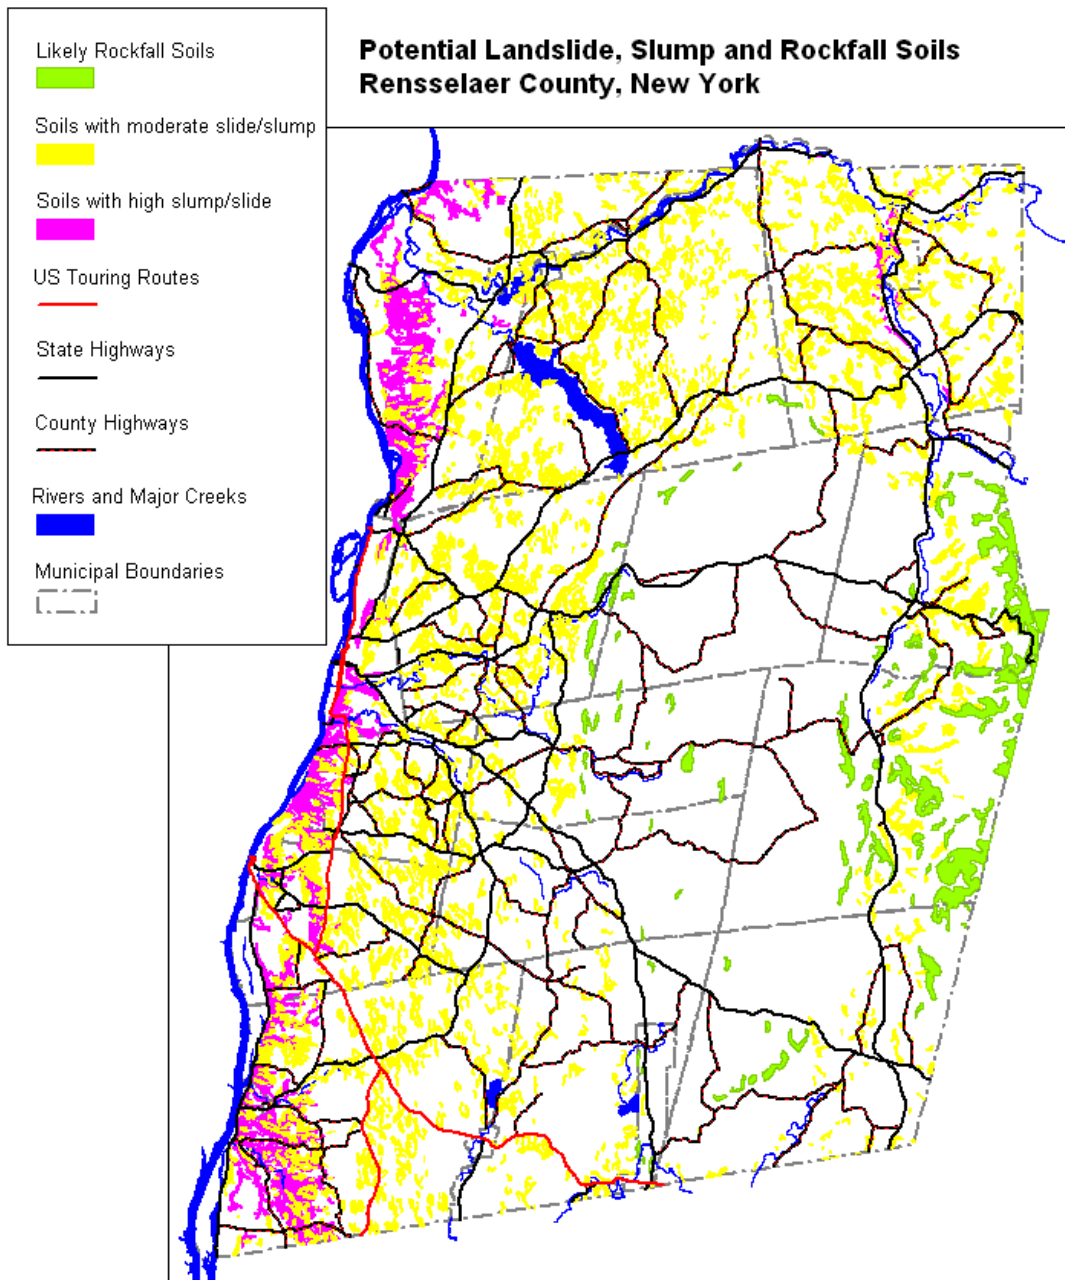 Potential Landslide, Slump and Rockfall Soils
Rensselaer County, New York
Likely Rockfall Soils
Soils with moderate slide/slump
Soils with high slump/slide
US Touring Routes
State Highways
County Highways
Rivers and Major Creeks
Municipal Boundaries